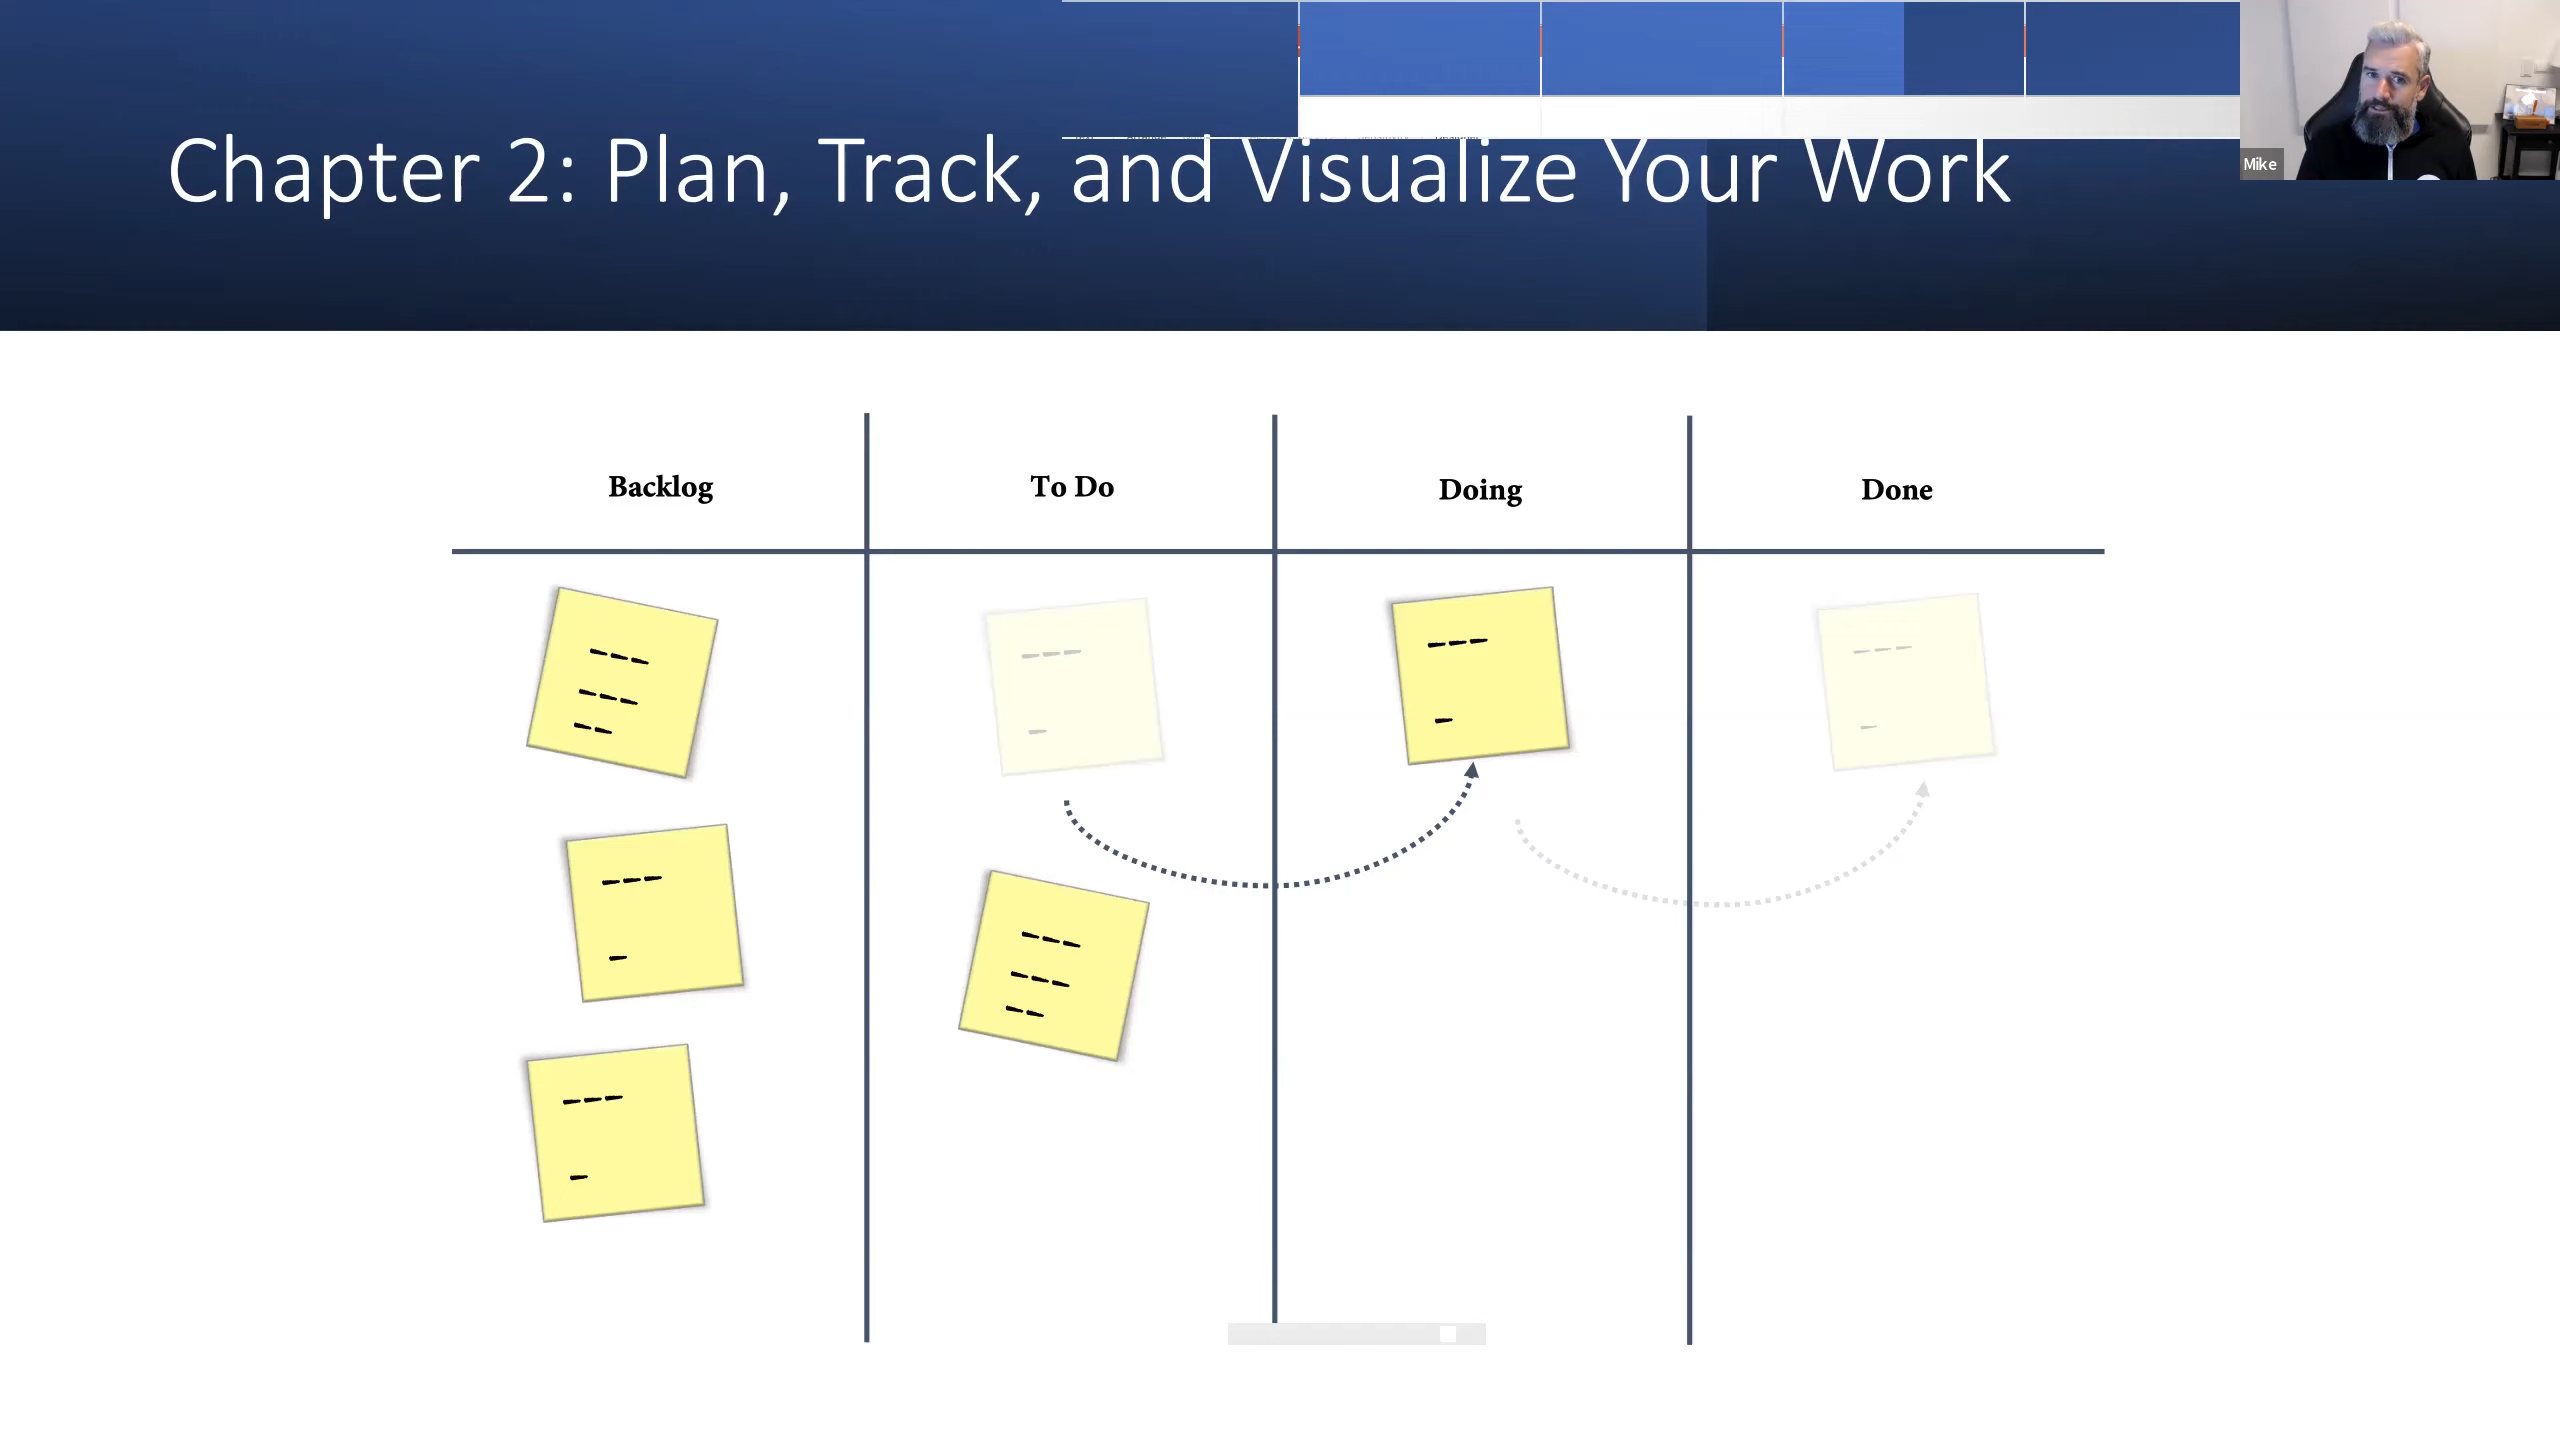 Chapter 2: Plan, Track, and Visualize Your Work
Mike
Backlog
To Do
Doing
Done